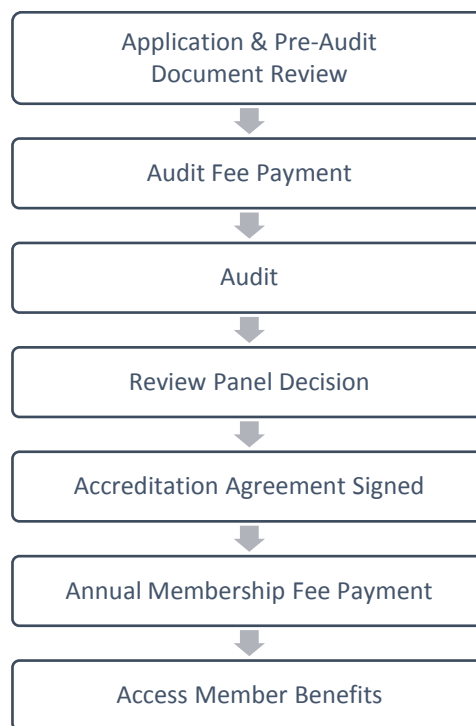 Application & Pre-Audit
Document Review
Audit Fee Payment
Audit
Review Panel Decision
Accreditation Agreement Signed
Annual Membership Fee Payment
Access Member Benefits